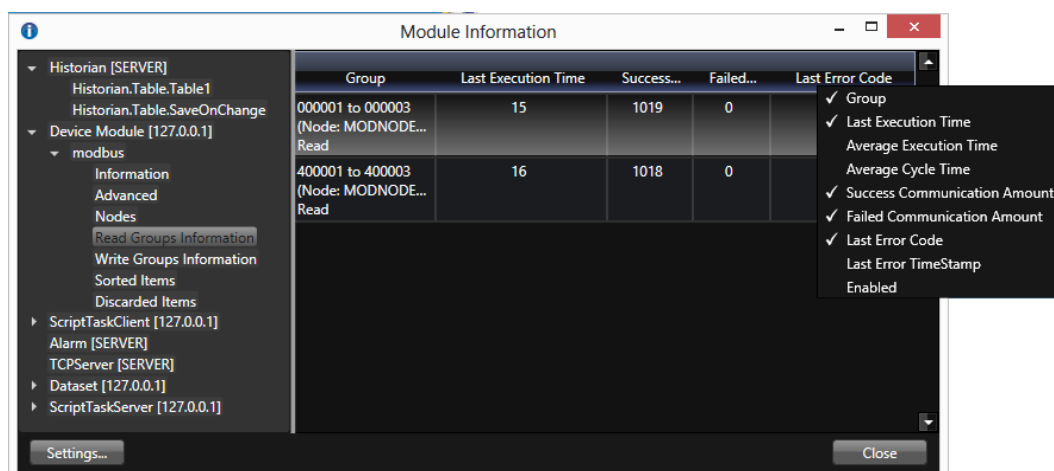 Module Information
Historian [SERVER]
Historian.Table.Table1
Historian.Table.SaveOnChange
Device Module [127.0.0.1]
modbus
Information
Advanced
Nodes
Read Groups Information
Write Groups Information
Sorted Items
Discarded Items
ScriptTaskClient [127.0.0.1]
Alarm [SERVER]
TCPServer [SERVER]
Dataset [127.0.0.1]
ScriptTaskServer [127.0.0.1]
Group Last Execution Time Success... Failed... Last Error Code
000001 to 000003 15 1019 0
(Node: MODNODE...
Read
400001 to 400003 16 1018 0
(Node: MODNODE...
Read
✓ Group
✓ Last Execution Time
Average Execution Time
Average Cycle Time
✓ Success Communication Amount
✓ Failed Communication Amount
✓ Last Error Code
Last Error TimeStamp
Enabled
Settings... Close